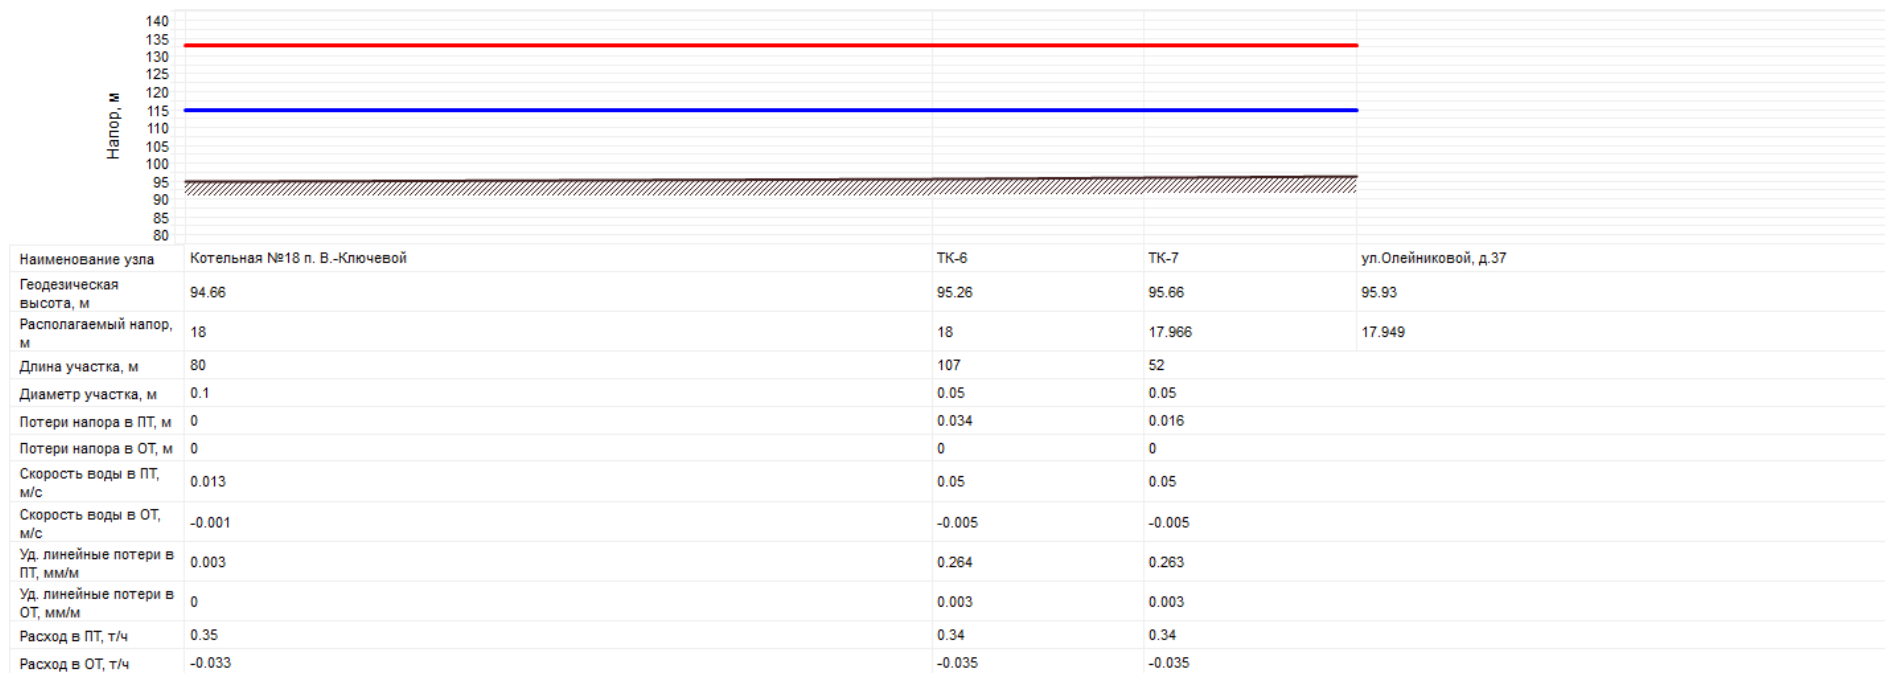 140
135
130
125
120
115
110
105
100
95
90
85
80
Напор, м
Наименование узла Котельная №18 п. В.-Ключевой ТК-6 ТК-7 ул.Олейниковой, д.37
Геодезическая
высота, м 94.66 95.26 95.66 95.93
Располагаемый напор,
м 18 18 17.966 17.949
Длина участка, м 80 107 52
Диаметр участка, м 0.1 0.05 0.05
Потери напора в ПТ, м 0 0.034 0.016
Потери напора в ОТ, м 0 0 0
Скорость воды в ПТ,
м/с 0.013 0.05 0.05
Скорость воды в ОТ,
м/с -0.001 -0.005 -0.005
Уд. линейные потери в
ПТ, мм/м 0.003 0.264 0.263
Уд. линейные потери в
ОТ, мм/м 0 0.003 0.003
Расход в ПТ, т/ч 0.35 0.34 0.34
Расход в ОТ, т/ч -0.033 -0.035 -0.035